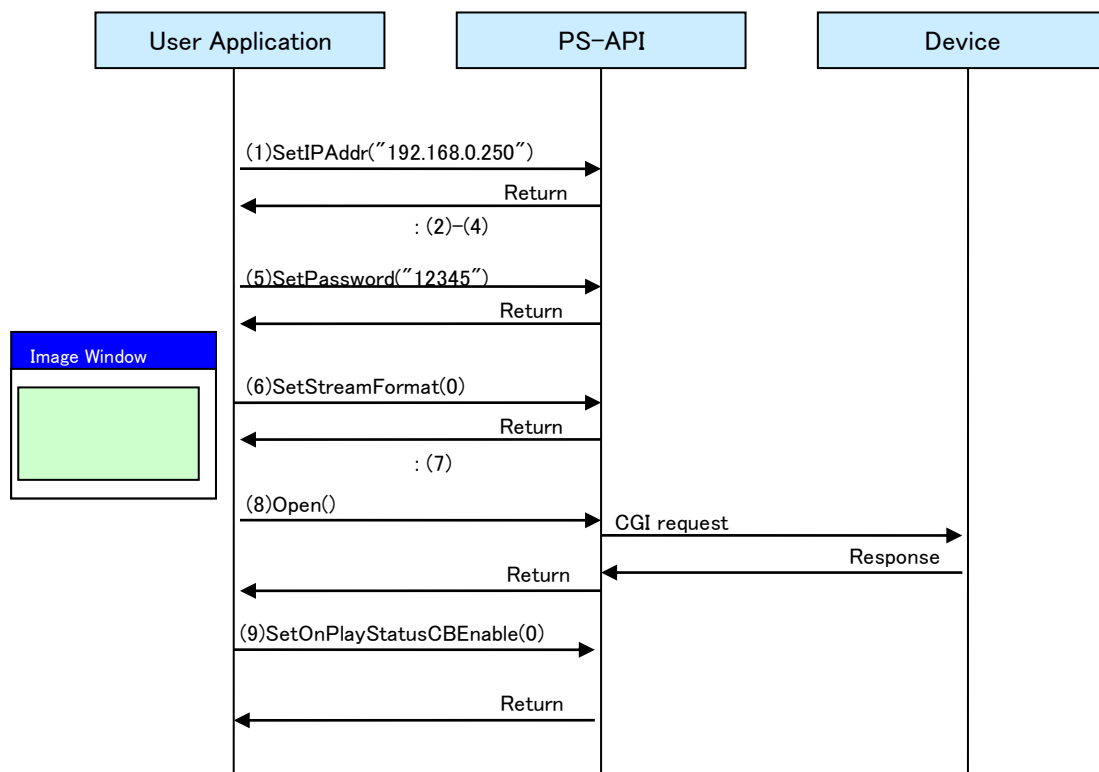 User Application
PS-API
Device
(1)SetIPAddr("192.168.0.250")
Return
: (2)-(4)
(5)SetPassword("12345")
Return
Image Window
(6)SetStreamFormat(0)
Return
: (7)
(8)Open()
CGI request
Response
Return
(9)SetOnPlayStatusCBEnable(0)
Return